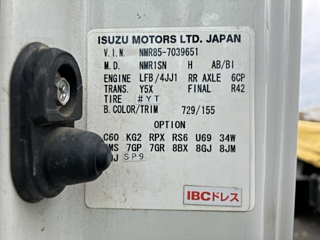 ISUZU MOTORS LTD. JAPAN
V.I.N. NMR85-7039651
M.D. NMR1SN H AB/BI
ENGINE LFB/4JJ1 RR AXLE 6CP
TRANS. Y5X FINAL R42
TIRE #YT
B.COLOR/TRIM 729/155
OPTION
C60 KG2 RPX RS6 U69 34W
MS 7GP 7GR 8BX 8GJ 8JM
J SP9
IBCドレス